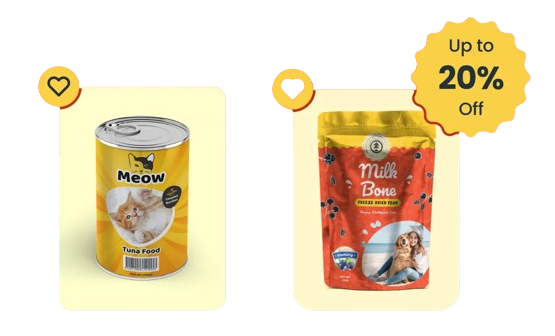 Up to
20%
Off
Meow
Tuna Food
Milk
Bone
FREEZE DRIED FOOD